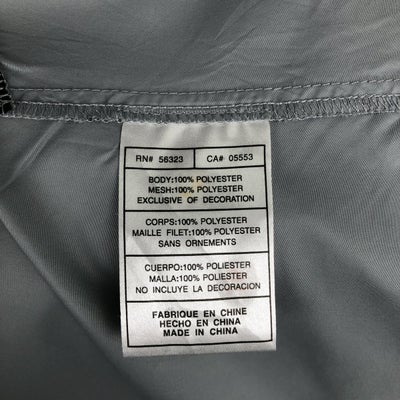 RN# 56323 CA# 05553
BODY:100% POLYESTER
MESH:100% POLYESTER
EXCLUSIVE OF DECORATION
CORPS:100% POLYESTER
MAILLE FILET:100% POLYESTER
SANS ORNEMENTS
CUERPO:100% POLIESTER
MALLA:100% POLIESTER
NO INCLUYE LA DECORACION
FABRIQUE EN CHINE
HECHO EN CHINA
MADE IN CHINA